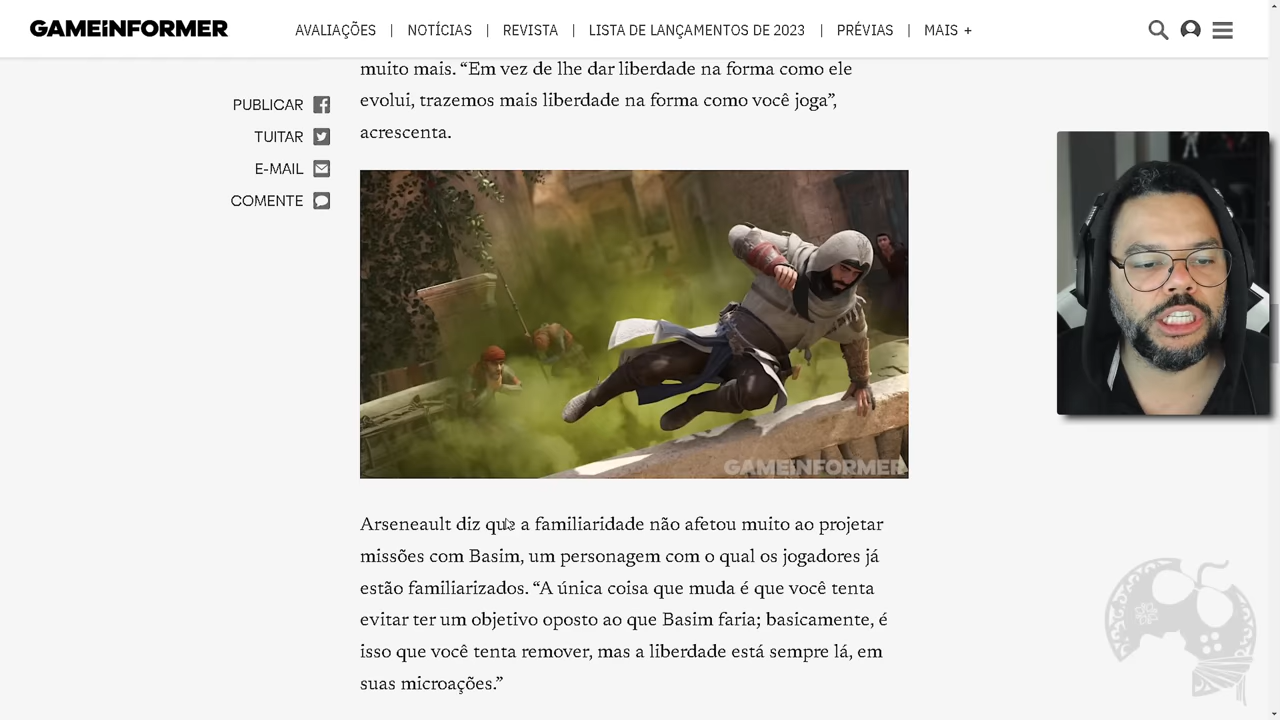 GAMEINFORMER
AVALIAÇÕES | NOTÍCIAS | REVISTA | LISTA DE LANÇAMENTOS DE 2023 | PRÉVIAS | MAIS +
muito mais. “Em vez de lhe dar liberdade na forma como ele
evolui, trazemos mais liberdade na forma como você joga”,
acrescenta.
PUBLICAR
TUITAR
E-MAIL
COMENTE
GAMEINFORMER
Arseneault diz que a familiaridade não afetou muito ao projetar
missões com Basim, um personagem com o qual os jogadores já
estão familiarizados. “A única coisa que muda é que você tenta
evitar ter um objetivo oposto ao que Basim faria; basicamente, é
isso que você tenta remover, mas a liberdade está sempre lá, em
suas microações.”